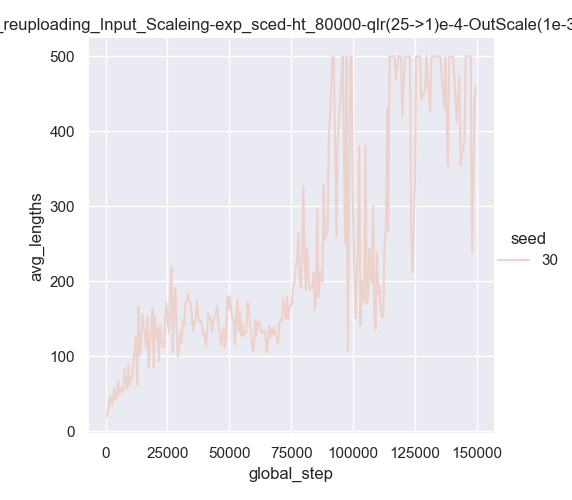 _reuploading_Input_Scaleing-exp_sced-ht_80000-qlr(25->1)e-4-OutScale(1e-3
500
400
300
200
100
0
avg_lengths
0 25000 50000 75000 100000 125000 150000
global_step
seed
30